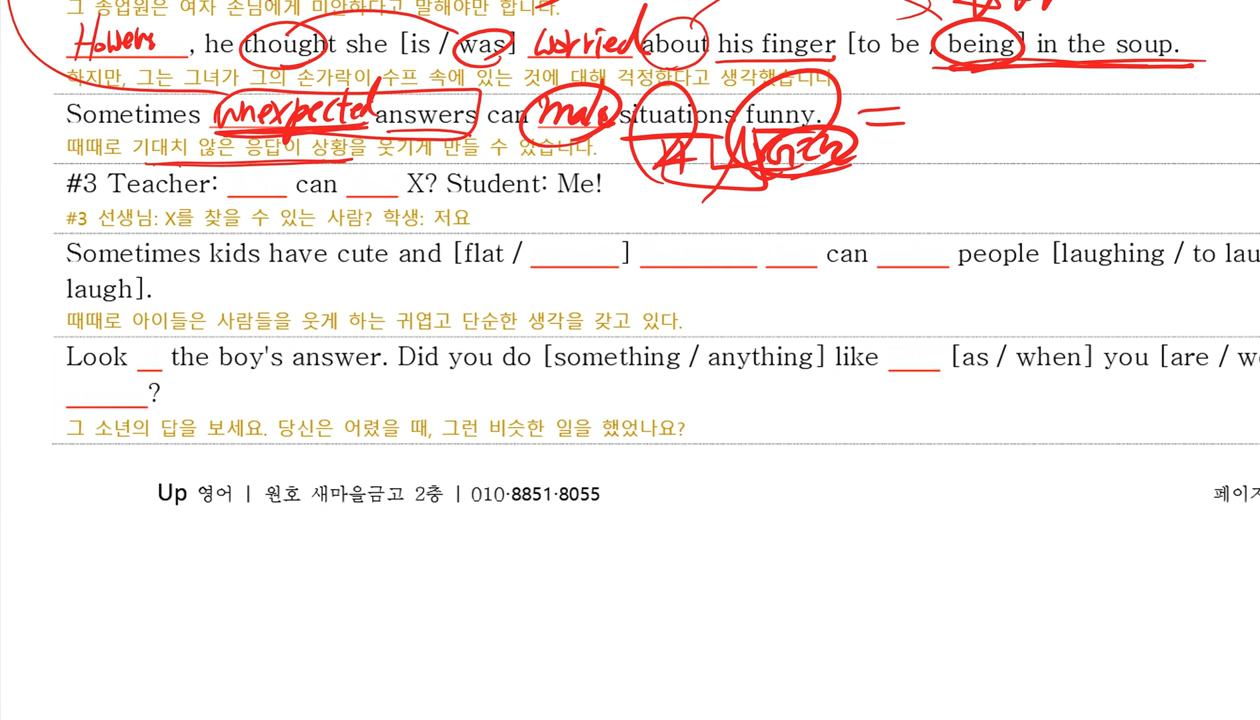 그 종업원은 여자 손님에게 미안하다고 말해야만 합니다.
Howers, he thought she [is / was] worried about his finger [to be / being] in the soup.
하지만, 그는 그녀가 그의 손가락이 수프 속에 있는 것에 대해 걱정한다고 생각했습니다
Sometimes unexpected answers can make situations funny. =
때때로 기대치 않은 응답이 상황을 웃기게 만들 수 있습니다.
#3 Teacher: ____ can ____ X? Student: Me!
#3 선생님: X를 찾을 수 있는 사람? 학생: 저요
Sometimes kids have cute and [flat / ____] ____ ____ can ____ people [laughing / to lau
laugh].
때때로 아이들은 사람들을 웃게 하는 귀엽고 단순한 생각을 갖고 있다.
Look __ the boy's answer. Did you do [something / anything] like ____ [as / when] you [are / w
____?
그 소년의 답을 보세요. 당신은 어렸을 때, 그런 비슷한 일을 했었나요?
Up 영어 | 원호 새마을금고 2층 | 010·8851·8055
페이지